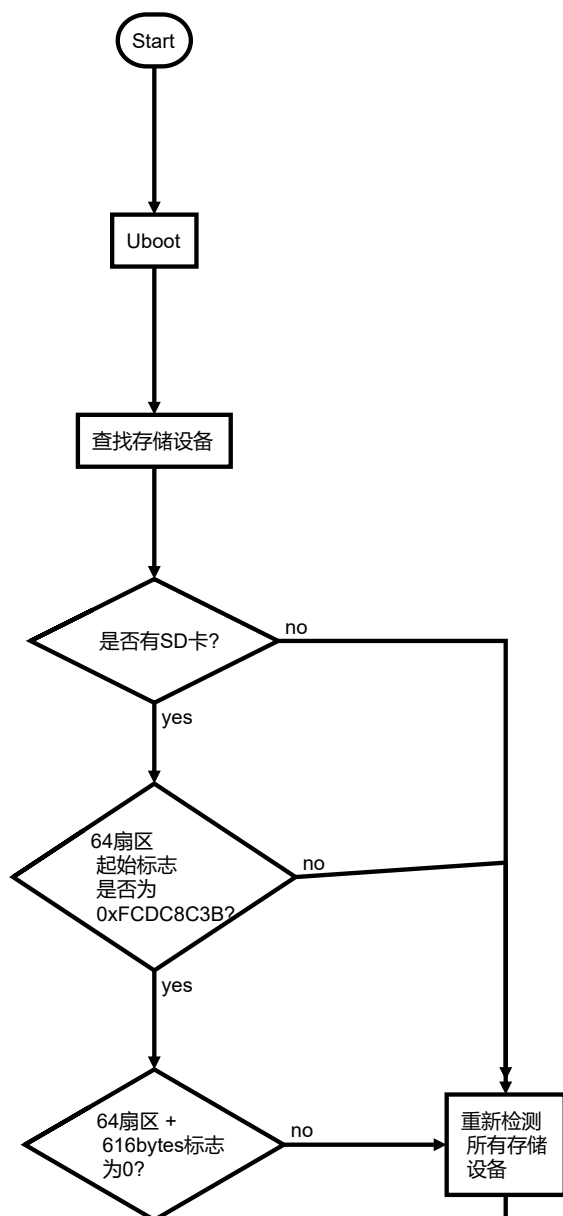 Start
Uboot
查找存储设备
是否有SD卡?
no
yes
64扇区
起始标志
是否为
0xFCDC8C3B?
no
yes
64扇区 +
616bytes标志
为0?
no
重新检测
所有存储
设备